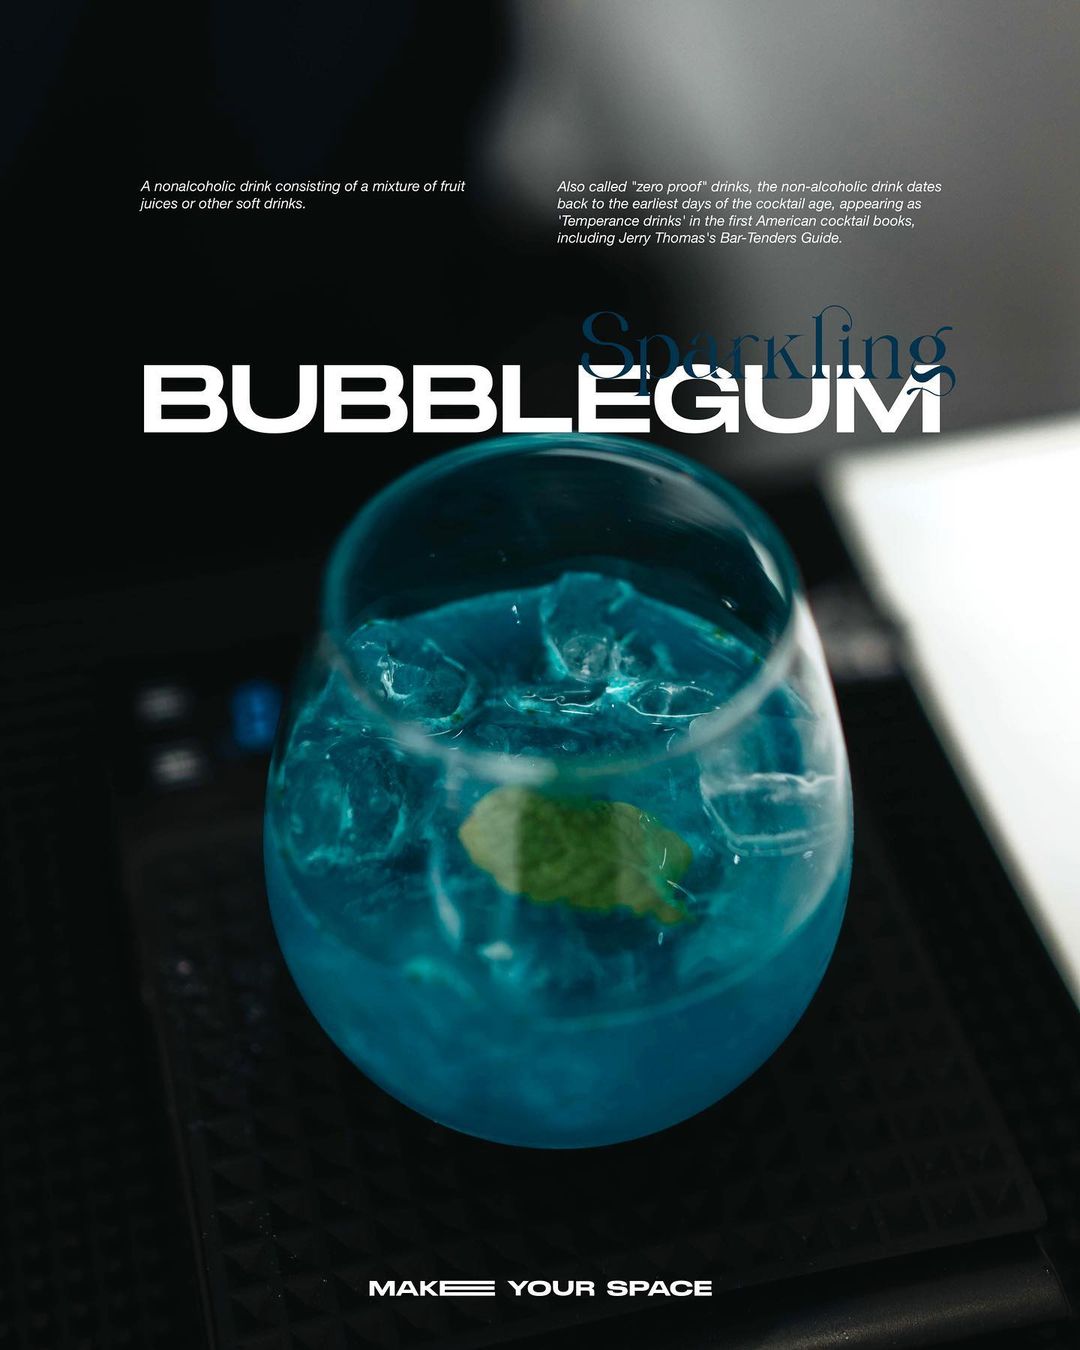 A nonalcoholic drink consisting of a mixture of fruit
juices or other soft drinks.
Also called "zero proof" drinks, the non-alcoholic drink dates
back to the earliest days of the cocktail age, appearing as
'Temperance drinks' in the first American cocktail books,
including Jerry Thomas's Bar-Tenders Guide.
Sparkling
BUBBLEGUM
MAKE YOUR SPACE